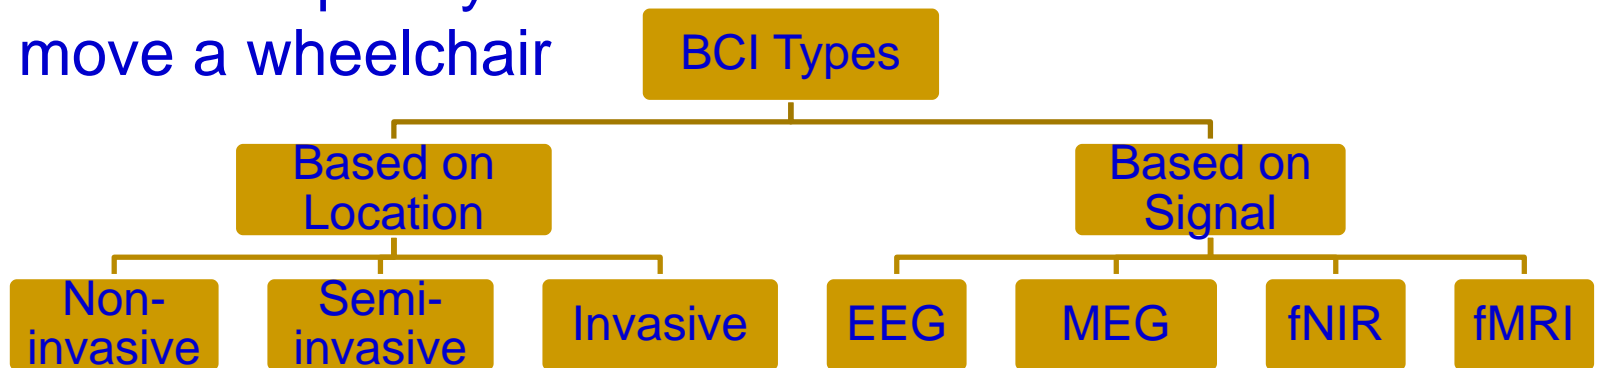 move a wheelchair
BCI Types
Based on
Location
Based on
Signal
Non-
invasive
Semi-
invasive
Invasive
EEG
MEG
fNIR
fMRI